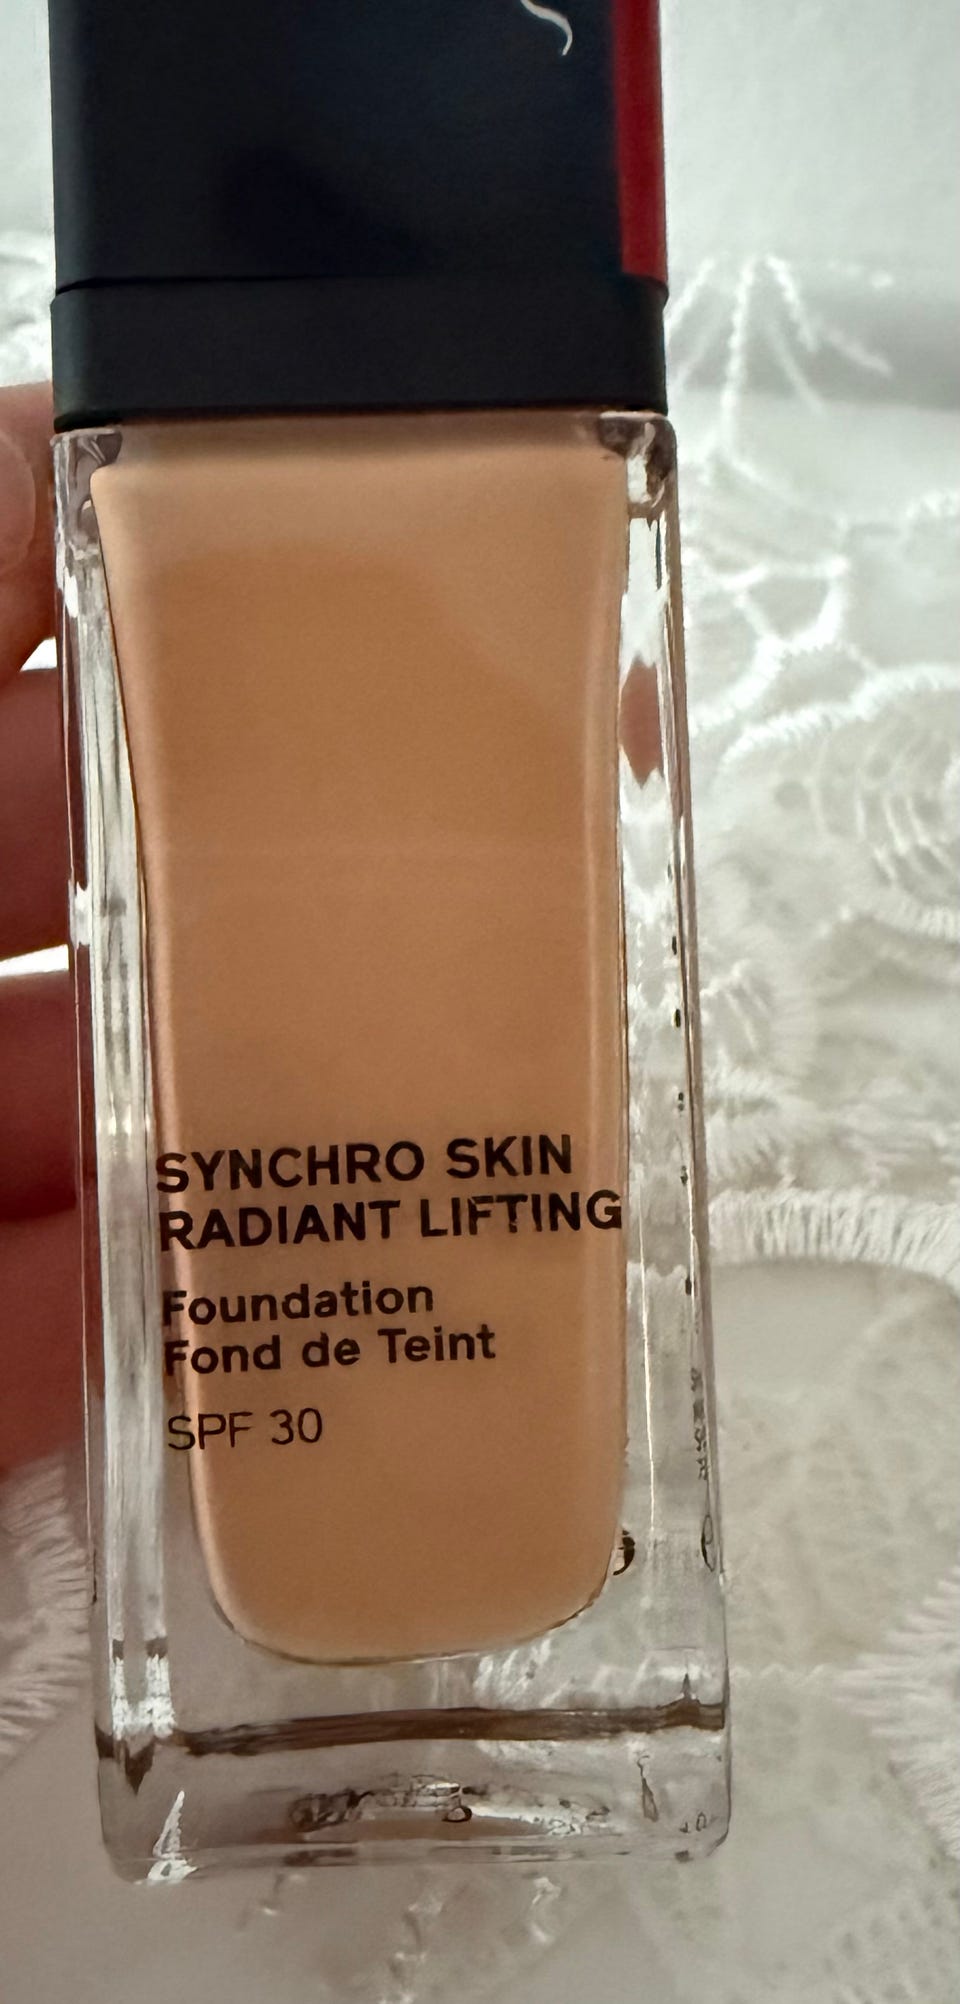 SYNCHRO SKIN
RADIANT LIFTING
Foundation
Fond de Teint
SPF 30